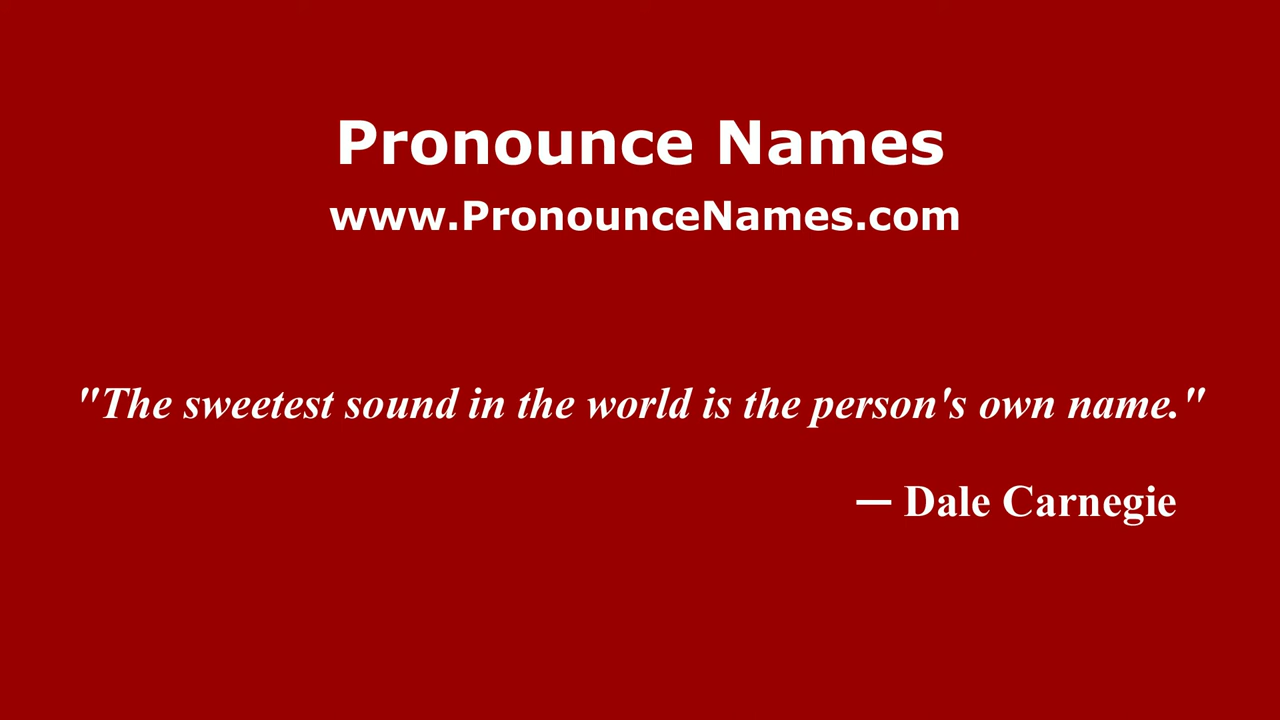 Pronounce Names
www.PronounceNames.com
"The sweetest sound in the world is the person's own name."
— Dale Carnegie